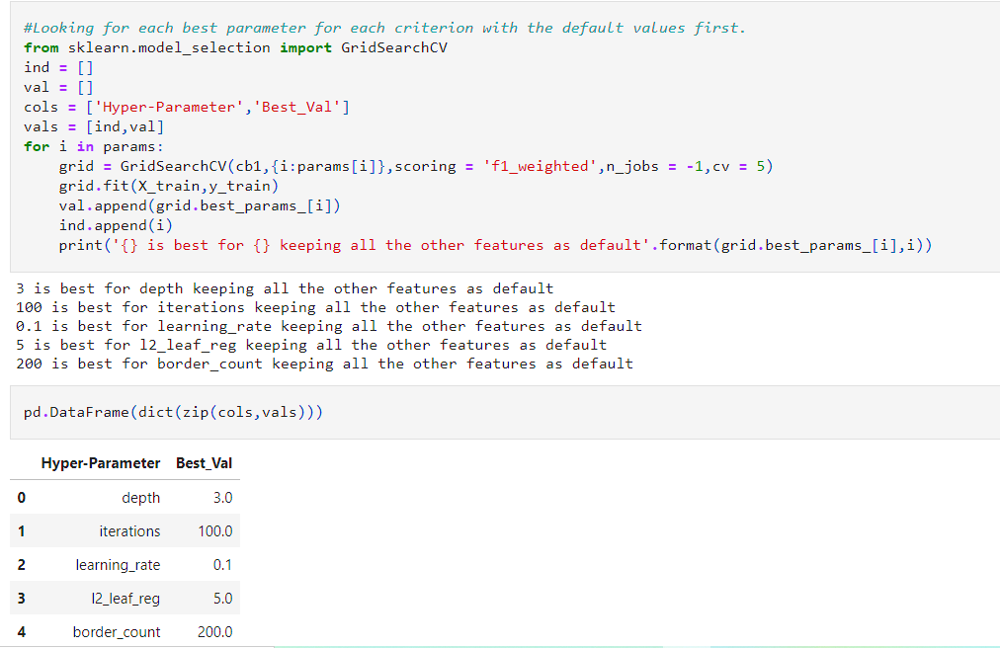 #Looking for each best parameter for each criterion with the default values first.
from sklearn.model_selection import GridSearchCV
ind = []
val = []
cols = ['Hyper-Parameter','Best_Val']
vals = [ind,val]
for i in params:
    grid = GridSearchCV(cb1,{i:params[i]},scoring = 'f1_weighted',n_jobs = -1,cv = 5)
    grid.fit(X_train,y_train)
    val.append(grid.best_params_[i])
    ind.append(i)
    print('{} is best for {} keeping all the other features as default'.format(grid.best_params_[i],i))
3 is best for depth keeping all the other features as default
100 is best for iterations keeping all the other features as default
0.1 is best for learning_rate keeping all the other features as default
5 is best for l2_leaf_reg keeping all the other features as default
200 is best for border_count keeping all the other features as default
pd.DataFrame(dict(zip(cols,vals)))
Hyper-Parameter Best_Val
0 depth 3.0
1 iterations 100.0
2 learning_rate 0.1
3 l2_leaf_reg 5.0
4 border_count 200.0